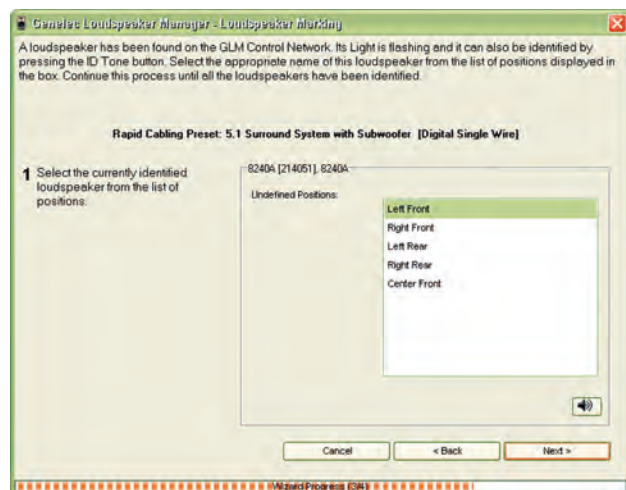 Genelec Loudspeaker Manager - Loudspeaker Marking
A loudspeaker has been found on the GLM Control Network. Its Light is flashing and it can also be identified by
pressing the ID Tone button. Select the appropriate name of this loudspeaker from the list of positions displayed in
the box. Continue this process until all the loudspeakers have been identified.
Rapid Cabling Preset: 5.1 Surround System with Subwoofer [Digital Single Wire]
1 Select the currently identified
loudspeaker from the list of
positions.
8240A [214051], 8240A
Undefined Positions:
Left Front
Right Front
Left Rear
Right Rear
Center Front
Cancel
< Back
Next >
Wizard Progress (3/4)